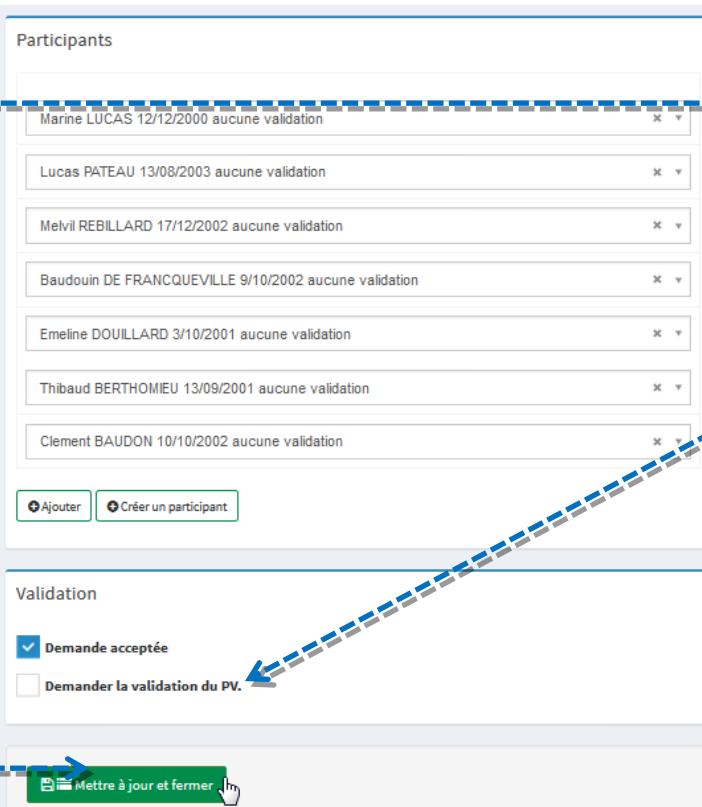 Participants
Marine LUCAS 12/12/2000 aucune validation
Lucas PATEAU 13/08/2003 aucune validation
Melvil REBILLARD 17/12/2002 aucune validation
Baudouin DE FRANCQUEVILLE 9/10/2002 aucune validation
Emeline DOUILLARD 3/10/2001 aucune validation
Thibaud BERTHOMIEU 13/09/2001 aucune validation
Clement BAUDON 10/10/2002 aucune validation
Ajouter Créer un participant
Validation
Demande acceptée
Demander la validation du PV.
Mettre à jour et fermer